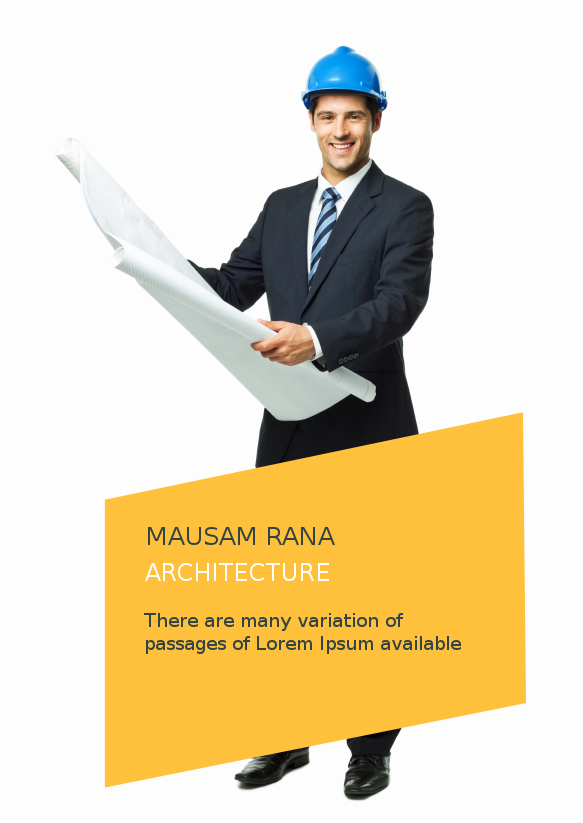 MAUSAM RANA
ARCHITECTURE
There are many variation of
passages of Lorem Ipsum available